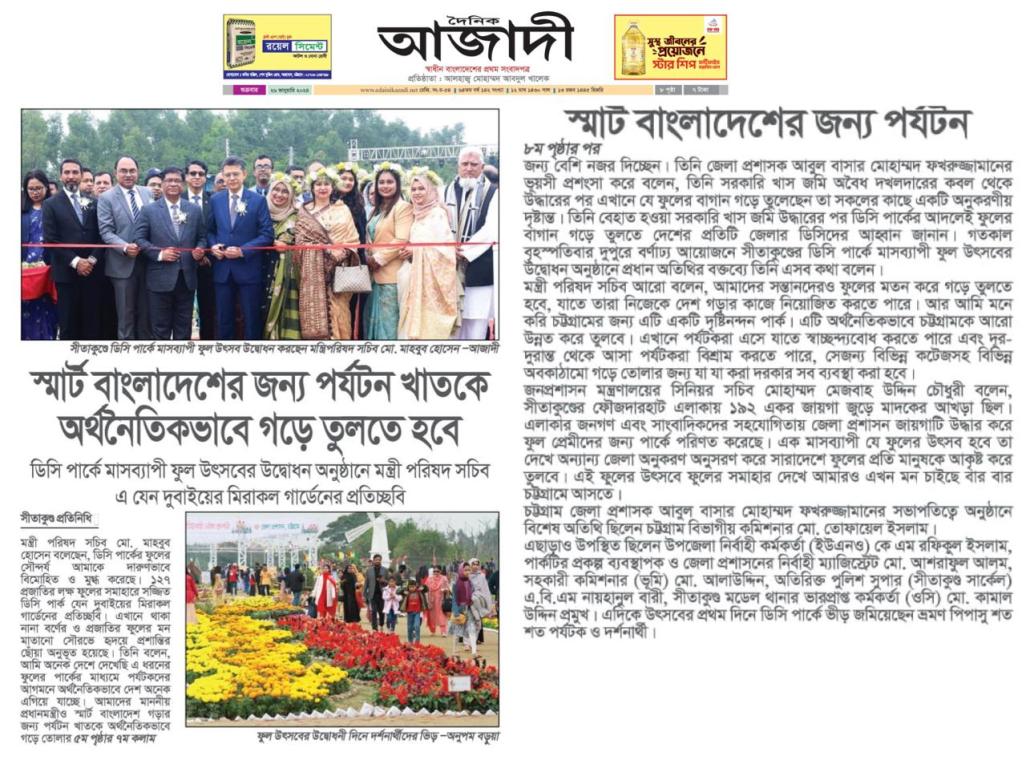 দৈনিক
আজাদী
স্বাধীন বাংলাদেশের প্রথম সংবাদপত্র
প্রতিষ্ঠাতা : আলহাজ্ব মোহাম্মদ আবদুল খালেক
রয়েল সিমেন্ট
সুস্থ জীবনের
প্রয়োজনে
স্টার শিপ
শুক্রবার
২৬ জানুয়ারি ২০২৪
৮ পৃষ্ঠা
৭ টাকা
সীতাকুণ্ডে ডিসি পার্কে মাসব্যাপী ফুল উৎসব উদ্বোধন করছেন মন্ত্রিপরিষদ সচিব মো. মাহবুব হোসেন –আজাদী
স্মার্ট বাংলাদেশের জন্য পর্যটন খাতকে
অর্থনৈতিকভাবে গড়ে তুলতে হবে
ডিসি পার্কে মাসব্যাপী ফুল উৎসবের উদ্বোধন অনুষ্ঠানে মন্ত্রী পরিষদ সচিব
এ যেন দুবাইয়ের মিরাকল গার্ডেনের প্রতিচ্ছবি
সীতাকুণ্ড প্রতিনিধি
মন্ত্রী পরিষদ সচিব মো. মাহবুব
হোসেন বলেছেন, ডিসি পার্কের ফুলের
সৌন্দর্য আমাকে দারুণভাবে
বিমোহিত ও মুগ্ধ করেছে। ১২৭
প্রজাতির লক্ষ ফুলের সমাহারে সজ্জিত
ডিসি পার্ক যেন দুবাইয়ের মিরাকল
গার্ডেনের প্রতিচ্ছবি। এখানে থাকা
নানা বর্ণের ও প্রজাতির ফুলের মন
মাতানো সৌরভে হৃদয়ে প্রশান্তির
ছোঁয়া অনুভূত হয়েছে। তিনি বলেন,
আমি অনেক দেশে দেখেছি এ ধরনের
ফুলের পার্কের মাধ্যমে পর্যটকদের
আগমনে অর্থনৈতিকভাবে দেশ অনেক
এগিয়ে যাচ্ছে। আমাদের মাননীয়
প্রধানমন্ত্রীও স্মার্ট বাংলাদেশ গড়ার
জন্য পর্যটন খাতকে অর্থনৈতিকভাবে
গড়ে তোলার ৫ম পৃষ্ঠার ৭ম কলাম
ফুল উৎসবের উদ্বোধনী দিনে দর্শনার্থীদের ভিড় –অনুপম বড়ুয়া
স্মার্ট বাংলাদেশের জন্য পর্যটন
৮ম পৃষ্ঠার পর
জন্য বেশি নজর দিচ্ছেন। তিনি জেলা প্রশাসক আবুল বাসার মোহাম্মদ ফখরুজ্জামানের
ভূয়সী প্রশংসা করে বলেন, তিনি সরকারি খাস জমি অবৈধ দখলদারের কবল থেকে
উদ্ধারের পর এখানে যে ফুলের বাগান গড়ে তুলেছেন তা সকলের কাছে একটি অনুকরণীয়
দৃষ্টান্ত। তিনি বেহাত হওয়া সরকারি খাস জমি উদ্ধারের পর ডিসি পার্কের আদলেই ফুলের
বাগান গড়ে তুলতে দেশের প্রতিটি জেলার ডিসিদের আহ্বান জানান। গতকাল
বৃহস্পতিবার দুপুরে বর্ণাঢ্য আয়োজনে সীতাকুণ্ডের ডিসি পার্কে মাসব্যাপী ফুল উৎসবের
উদ্বোধন অনুষ্ঠানে প্রধান অতিথির বক্তব্যে তিনি এসব কথা বলেন।
মন্ত্রী পরিষদ সচিব আরো বলেন, আমাদের সন্তানদেরও ফুলের মতন করে গড়ে তুলতে
হবে, যাতে তারা নিজেকে দেশ গড়ার কাজে নিয়োজিত করতে পারে। আর আমি মনে
করি চট্টগ্রামের জন্য এটি একটি দৃষ্টিনন্দন পার্ক। এটি অর্থনৈতিকভাবে চট্টগ্রামকে আরো
উন্নত করে তুলবে। এখানে পর্যটকরা এসে যাতে স্বাচ্ছন্দ্যবোধ করতে পারে এবং দূর-
দূরান্ত থেকে আসা পর্যটকরা বিশ্রাম করতে পারে, সেজন্য বিভিন্ন কটেজসহ বিভিন্ন
অবকাঠামো গড়ে তোলার জন্য যা যা করা দরকার সব ব্যবস্থা করা হবে।
জনপ্রশাসন মন্ত্রণালয়ের সিনিয়র সচিব মোহাম্মদ মেজবাহ উদ্দিন চৌধুরী বলেন,
সীতাকুণ্ডের ফৌজদারহাট এলাকায় ১৯২ একর জায়গা জুড়ে মাদকের আখড়া ছিল।
এলাকার জনগণ এবং সাংবাদিকদের সহযোগিতায় জেলা প্রশাসন জায়গাটি উদ্ধার করে
ফুল প্রেমীদের জন্য পার্কে পরিণত করেছে। এক মাসব্যাপী যে ফুলের উৎসব হবে তা
দেখে অন্যান্য জেলা অনুকরণ অনুসরণ করে সারাদেশে ফুলের প্রতি মানুষকে আকৃষ্ট করে
তুলবে। এই ফুলের উৎসবে ফুলের সমাহার দেখে আমারও এখন মন চাইছে বার বার
চট্টগ্রামে আসতে।
চট্টগ্রাম জেলা প্রশাসক আবুল বাসার মোহাম্মদ ফখরুজ্জামানের সভাপতিত্বে অনুষ্ঠানে
বিশেষ অতিথি ছিলেন চট্টগ্রাম বিভাগীয় কমিশনার মো. তোফায়েল ইসলাম।
এছাড়াও উপস্থিত ছিলেন উপজেলা নির্বাহী কর্মকর্তা (ইউএনও) কে এম রফিকুল ইসলাম,
পার্কটির প্রকল্প ব্যবস্থাপক ও জেলা প্রশাসনের নির্বাহী ম্যাজিস্ট্রেট মো. আশরাফুল আলম,
সহকারী কমিশনার (ভূমি) মো. আলাউদ্দিন, অতিরিক্ত পুলিশ সুপার (সীতাকুণ্ড সার্কেল)
এ.বি.এম নায়হানুল বারী, সীতাকুণ্ড মডেল থানার ভারপ্রাপ্ত কর্মকর্তা (ওসি) মো. কামাল
উদ্দিন প্রমুখ। এদিকে উৎসবের প্রথম দিনে ডিসি পার্কে ভীড় জমিয়েছেন ভ্রমণ পিপাসু শত
শত পর্যটক ও দর্শনার্থী।